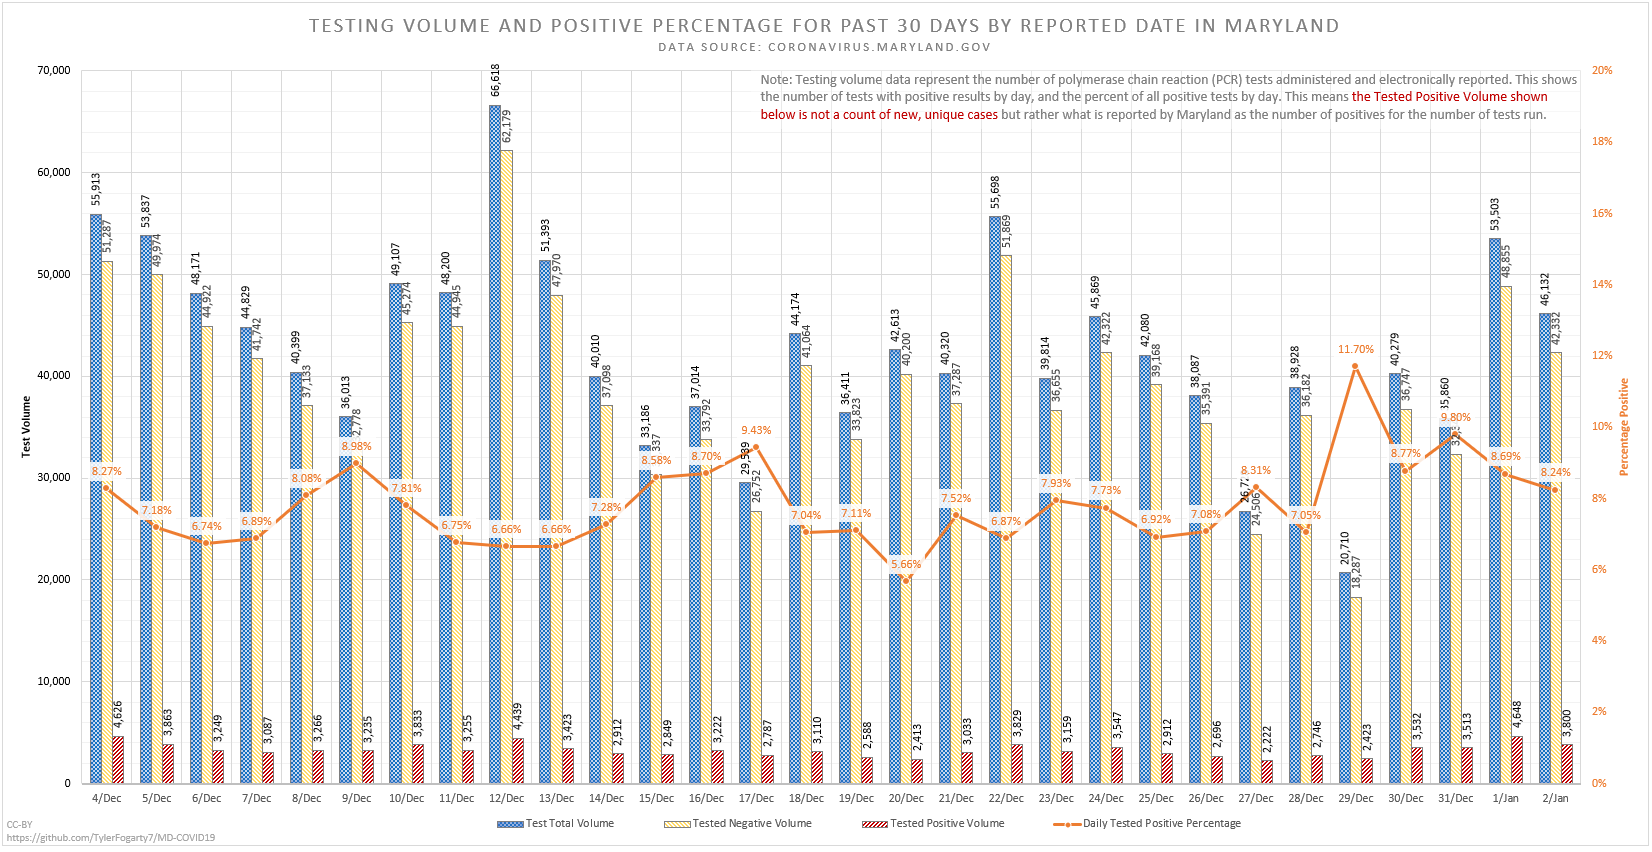 TESTING VOLUME AND POSITIVE PERCENTAGE FOR PAST 30 DAYS BY REPORTED DATE IN MARYLAND
DATA SOURCE: CORONAVIRUS.MARYLAND.GOV
Note: Testing volume data represent the number of polymerase chain reaction (PCR) tests administered and electronically reported. This shows
the number of tests with positive results by day, and the percent of all positive tests by day. This means the Tested Positive Volume shown
below is not a count of new, unique cases but rather what is reported by Maryland as the number of positives for the number of tests run.
Test Volume
70,000
60,000
50,000
40,000
30,000
20,000
10,000
0
55,913 53,837 48,171 44,829 40,399 36,013 49,107 48,200 66,618 51,393 40,010 33,186 37,014 29,539 44,174 36,411 42,613 40,320 55,698 39,814 45,869 42,080 38,087 38,928 20,710 40,279 35,860 53,503 46,132
51,287 49,974 44,922 41,742 37,133 45,274 44,945 62,179 47,970 37,098 33,792 26,752 41,064 33,823 40,200 37,287 51,869 36,655 42,322 39,168 35,391 24,506 36,182 18,287 36,747 48,855 42,332
8.27% 7.18% 6.74% 6.89% 8.08% 8.98% 7.81% 6.75% 6.66% 6.66% 7.28% 8.58% 8.70% 9.43% 7.04% 7.11% 5.66% 7.52% 6.87% 7.93% 7.73% 6.92% 7.08% 8.31% 7.05% 11.70% 8.77% 9.80% 8.69% 8.24%
4,626 3,863 3,249 3,087 3,266 3,235 3,833 3,255 4,439 3,423 2,912 2,849 3,222 2,787 3,110 2,588 2,413 3,033 3,829 3,159 3,547 2,912 2,696 2,222 2,746 2,423 3,532 3,513 4,648 3,800
20%
18%
16%
14%
12%
10%
8%
6%
4%
2%
0%
Percentage Positive
4/Dec 5/Dec 6/Dec 7/Dec 8/Dec 9/Dec 10/Dec 11/Dec 12/Dec 13/Dec 14/Dec 15/Dec 16/Dec 17/Dec 18/Dec 19/Dec 20/Dec 21/Dec 22/Dec 23/Dec 24/Dec 25/Dec 26/Dec 27/Dec 28/Dec 29/Dec 30/Dec 31/Dec 1/Jan 2/Jan
Test Total Volume Tested Negative Volume Tested Positive Volume Daily Tested Positive Percentage
CC-BY
https://github.com/TylerFogarty7/MD-COVID19